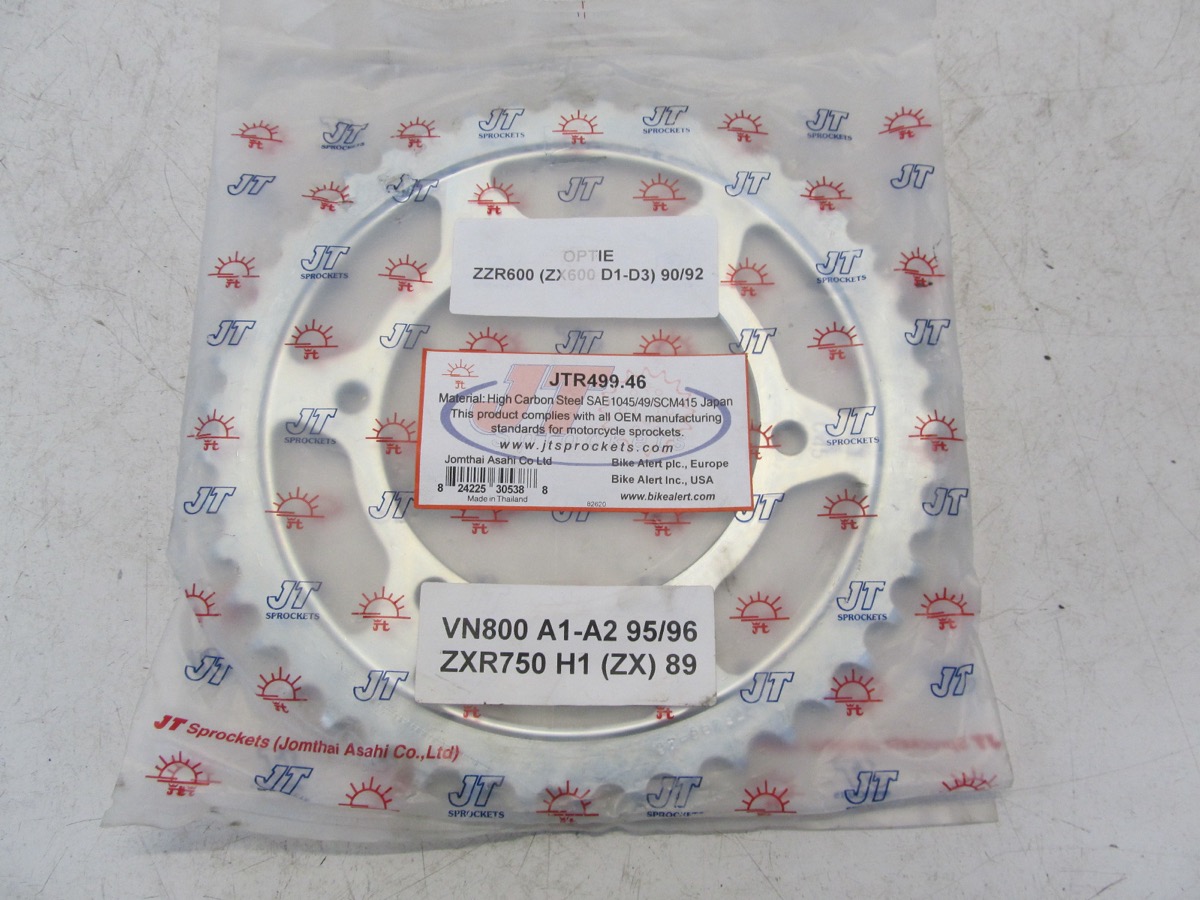 OPTIE
ZZR600 (ZX600 D1-D3) 90/92
JTR499.46
Material: High Carbon Steel SAE1045/49/SCM415 Japan
This product complies with all OEM manufacturing
standards for motorcycle sprockets.
www.jtsprockets.com
Jomthai Asahi Co Ltd
8 24225 30538 8
Made in Thailand
Bike Alert plc., Europe
Bike Alert Inc., USA
www.bikealert.com
82620
VN800 A1-A2 95/96
ZXR750 H1 (ZX) 89
JT Sprockets (Jomthai Asahi Co.,Ltd)
JT
SPROCKETS